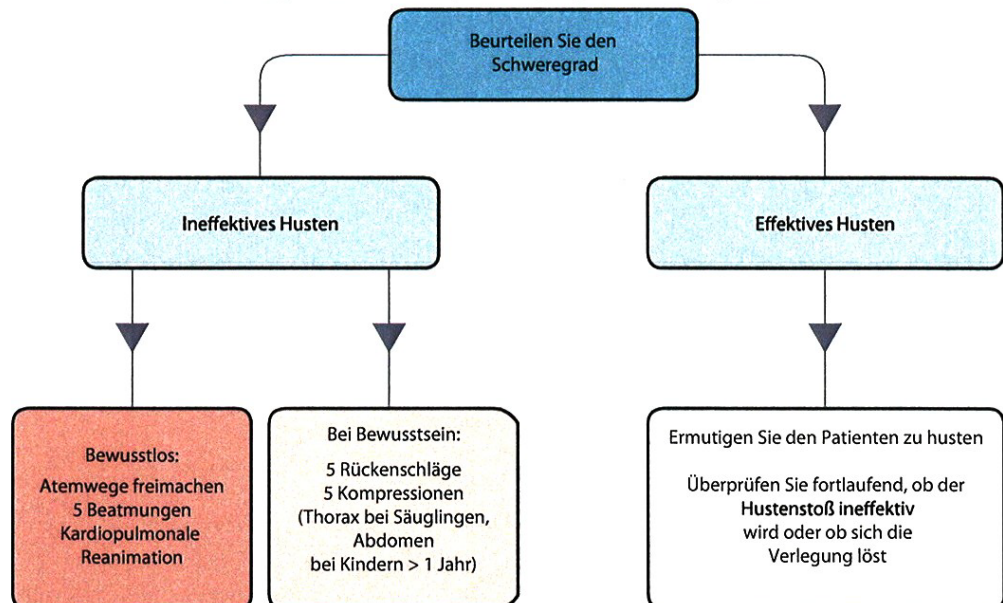 Beurteilen Sie den
Schweregrad
Ineffektives Husten
Effektives Husten
Bewusstlos:
Atemwege freimachen
5 Beatmungen
Kardiopulmonale
Reanimation
Bei Bewusstsein:
5 Rückenschläge
5 Kompressionen
(Thorax bei Säuglingen,
Abdomen
bei Kindern > 1 Jahr)
Ermutigen Sie den Patienten zu husten
Überprüfen Sie fortlaufend, ob der
Hustenstoß ineffektiv
wird oder ob sich die
Verlegung löst